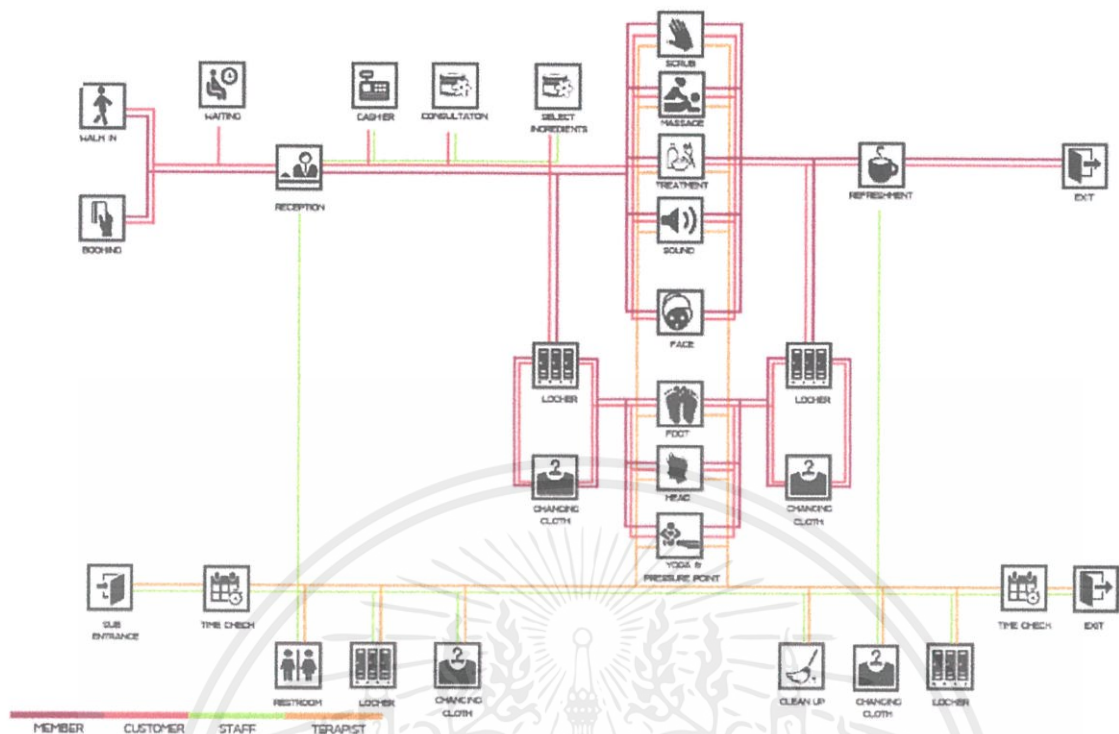 SCRUB
WAITING
CASHIER
CONSULTATION
SELECT
INGREDIENTS
WALK IN
MASSAGE
TREATMENT
RECEPTION
REFRESHMENT
EXIT
BOOKING
SOUND
FACE
LOCKER
LOCKER
FOOT
HEAD
CHANGING
CLOTH
CHANGING
CLOTH
YOGA &
PRESSURE POINT
SUB
ENTRANCE
TIME CHECK
TIME CHECK
EXIT
RESTROOM
LOCKER
CHANGING
CLOTH
CLEAN UP
CHANGING
CLOTH
LOCKER
MEMBER CUSTOMER STAFF TERAPIST